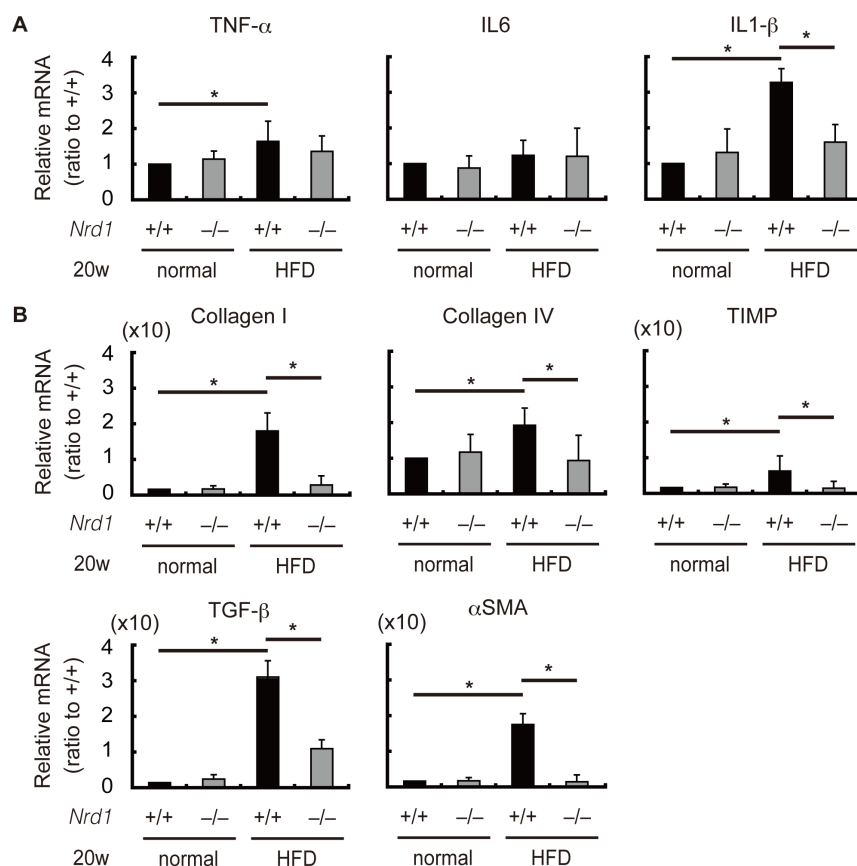 A
TNF-α
IL6
IL1-β
Relative mRNA
(ratio to +/+)
4
3
2
1
0
*
*
*
Nrd1
+/+
–/–
+/+
–/–
+/+
–/–
+/+
–/–
+/+
–/–
+/+
–/–
20w
normal
HFD
normal
HFD
normal
HFD
B
Collagen I
Collagen IV
TIMP
(x10)
(x10)
Relative mRNA
(ratio to +/+)
4
3
2
1
0
*
*
*
*
*
*
Nrd1
+/+
–/–
+/+
–/–
+/+
–/–
+/+
–/–
+/+
–/–
+/+
–/–
20w
normal
HFD
normal
HFD
normal
HFD
TGF-β
αSMA
(x10)
(x10)
Relative mRNA
(ratio to +/+)
4
3
2
1
0
*
*
*
*
Nrd1
+/+
–/–
+/+
–/–
+/+
–/–
+/+
–/–
20w
normal
HFD
normal
HFD